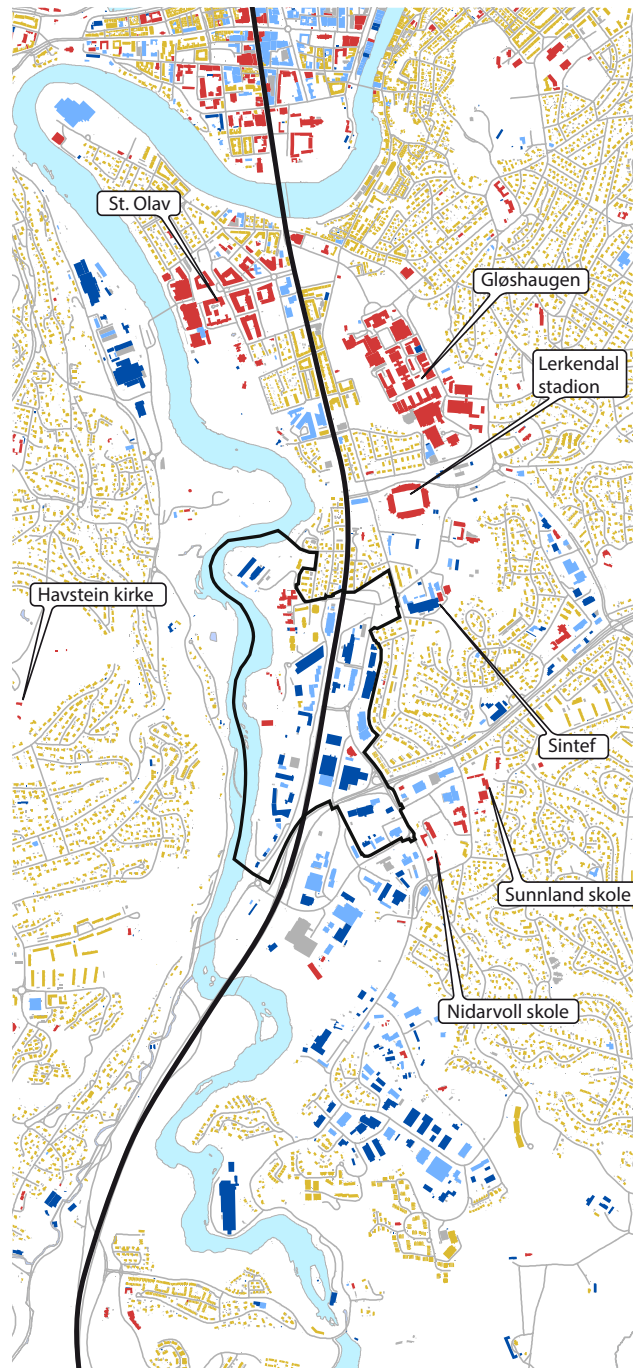 St. Olav
Gløshaugen
Lerkendal
stadion
Havstein kirke
Sintef
Sunnland skole
Nidarvoll skole